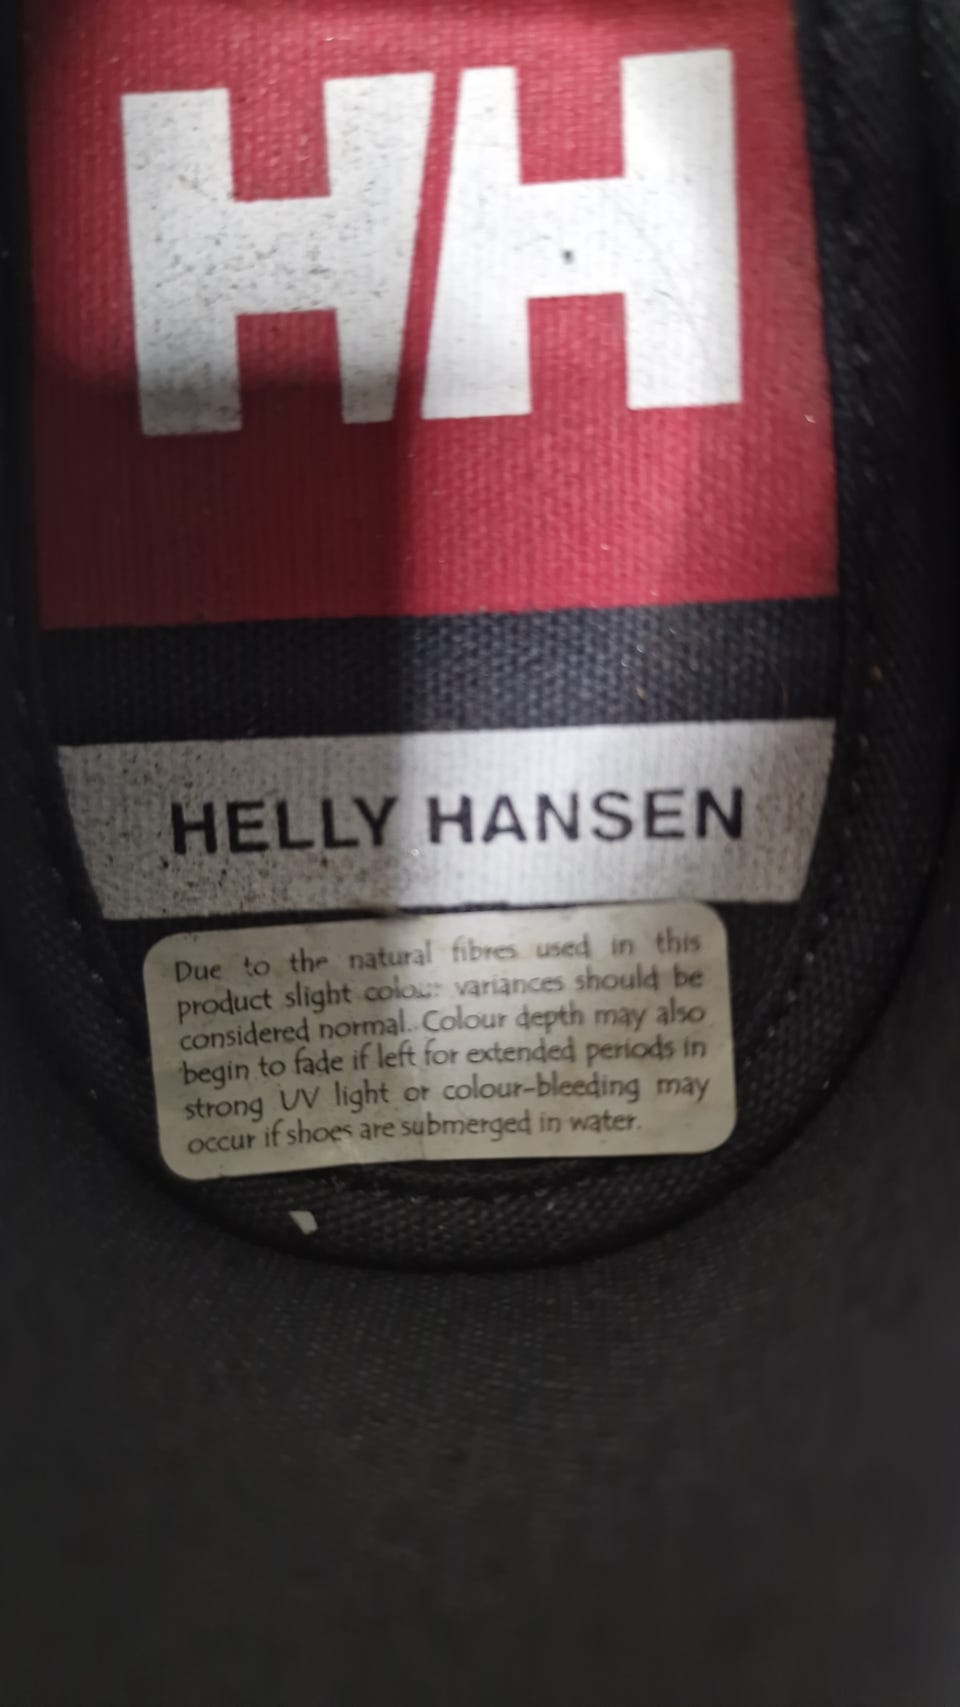 HH
HELLY HANSEN
Due to the natural fibres used in this
product slight colour variances should be
considered normal. Colour depth may also
begin to fade if left for extended periods in
strong UV light or colour-bleeding may
occur if shoes are submerged in water.